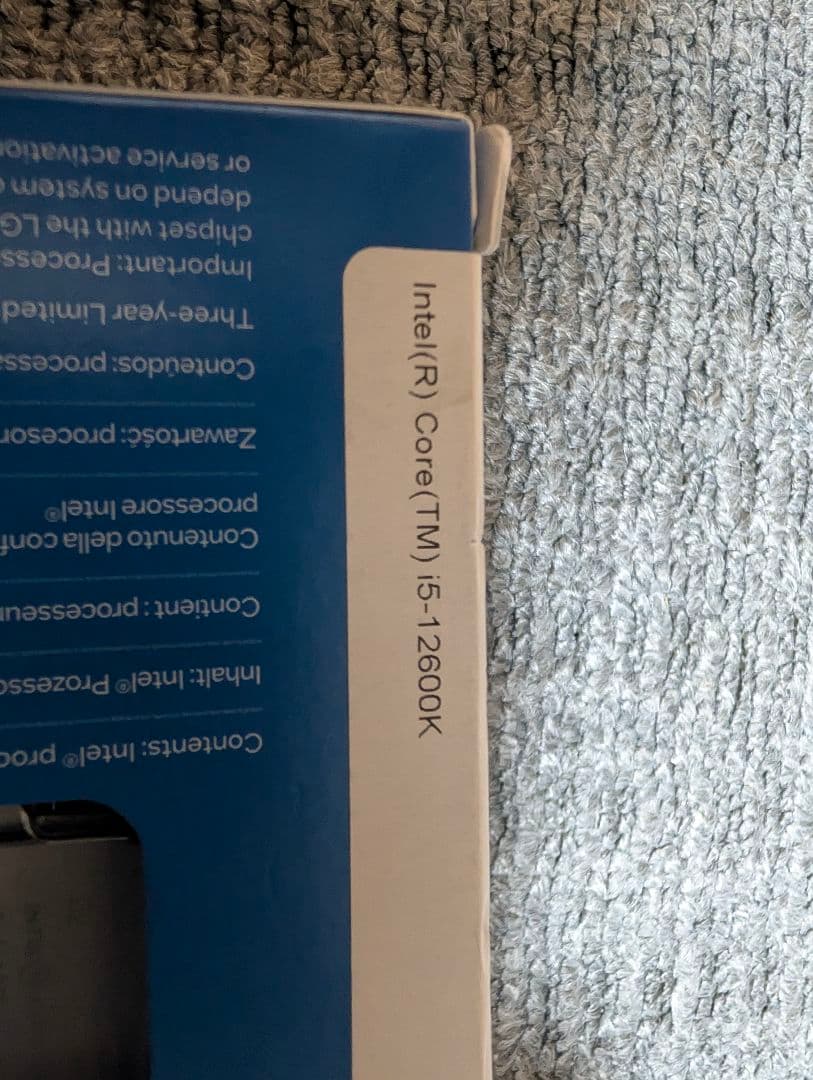 Intel(R) Core(TM) i5-12600K
Contents: Intel®
Inhalt: Intel®
Contient :
Contenuto della
processore Intel®
Zawartość:
Conteúdos:
Three-year Limited
Important:
chipset with the
depend on system
or service